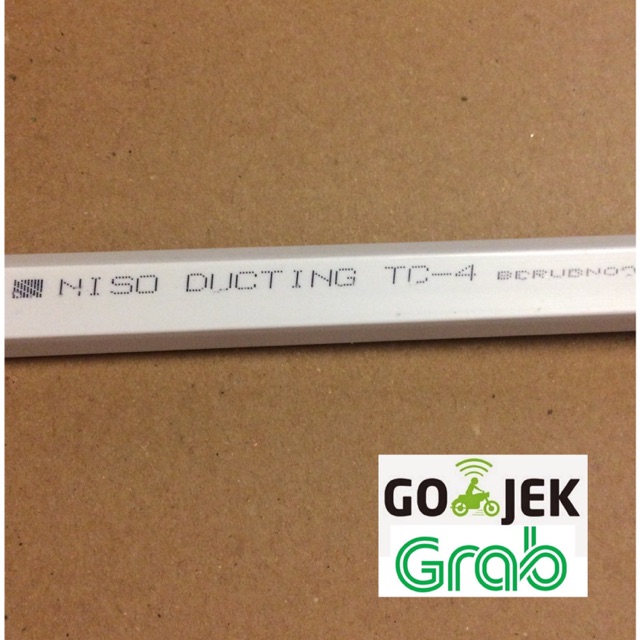 NISO DUCTING TC-4
GO JEK
Grab